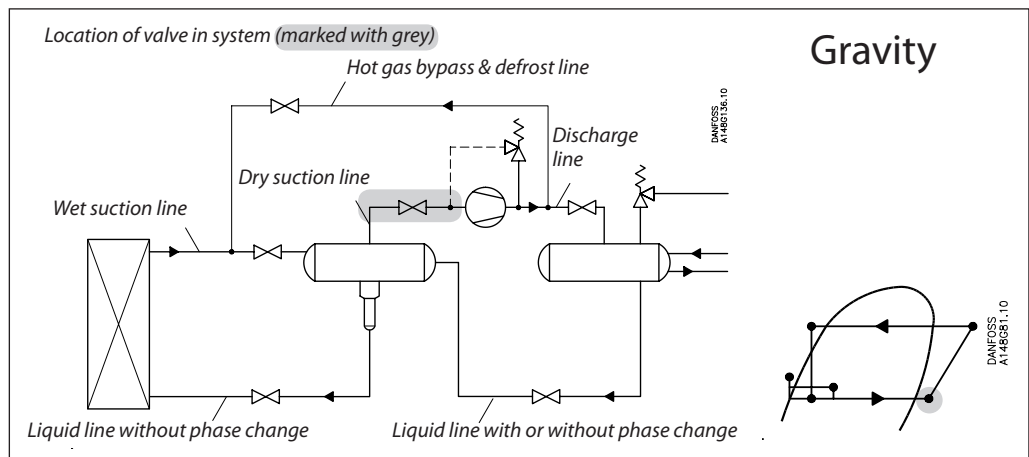 Location of valve in system (marked with grey)
Gravity
Hot gas bypass & defrost line
DANFOSS
A148G136.10
Discharge
line
Dry suction line
Wet suction line
DANFOSS
A148G81.10
Liquid line without phase change
Liquid line with or without phase change